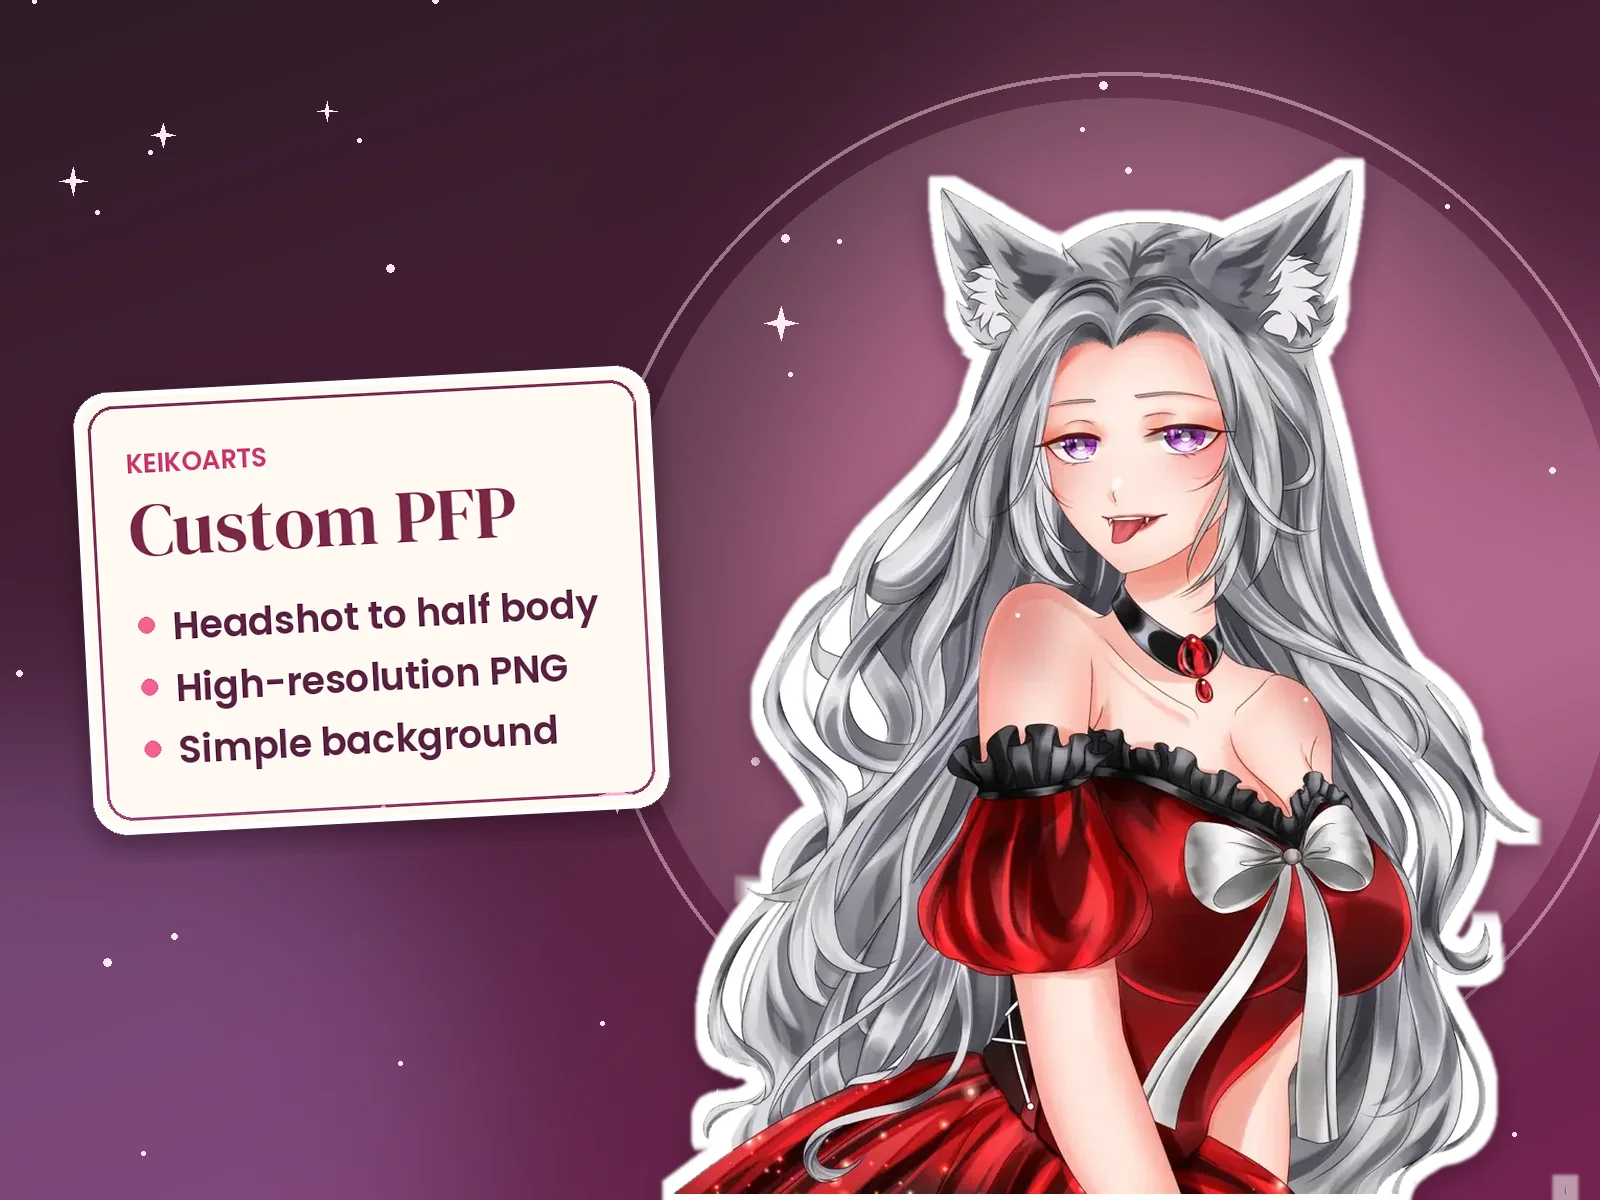 KEIKOARTS
Custom PFP
Headshot to half body
High-resolution PNG
Simple background